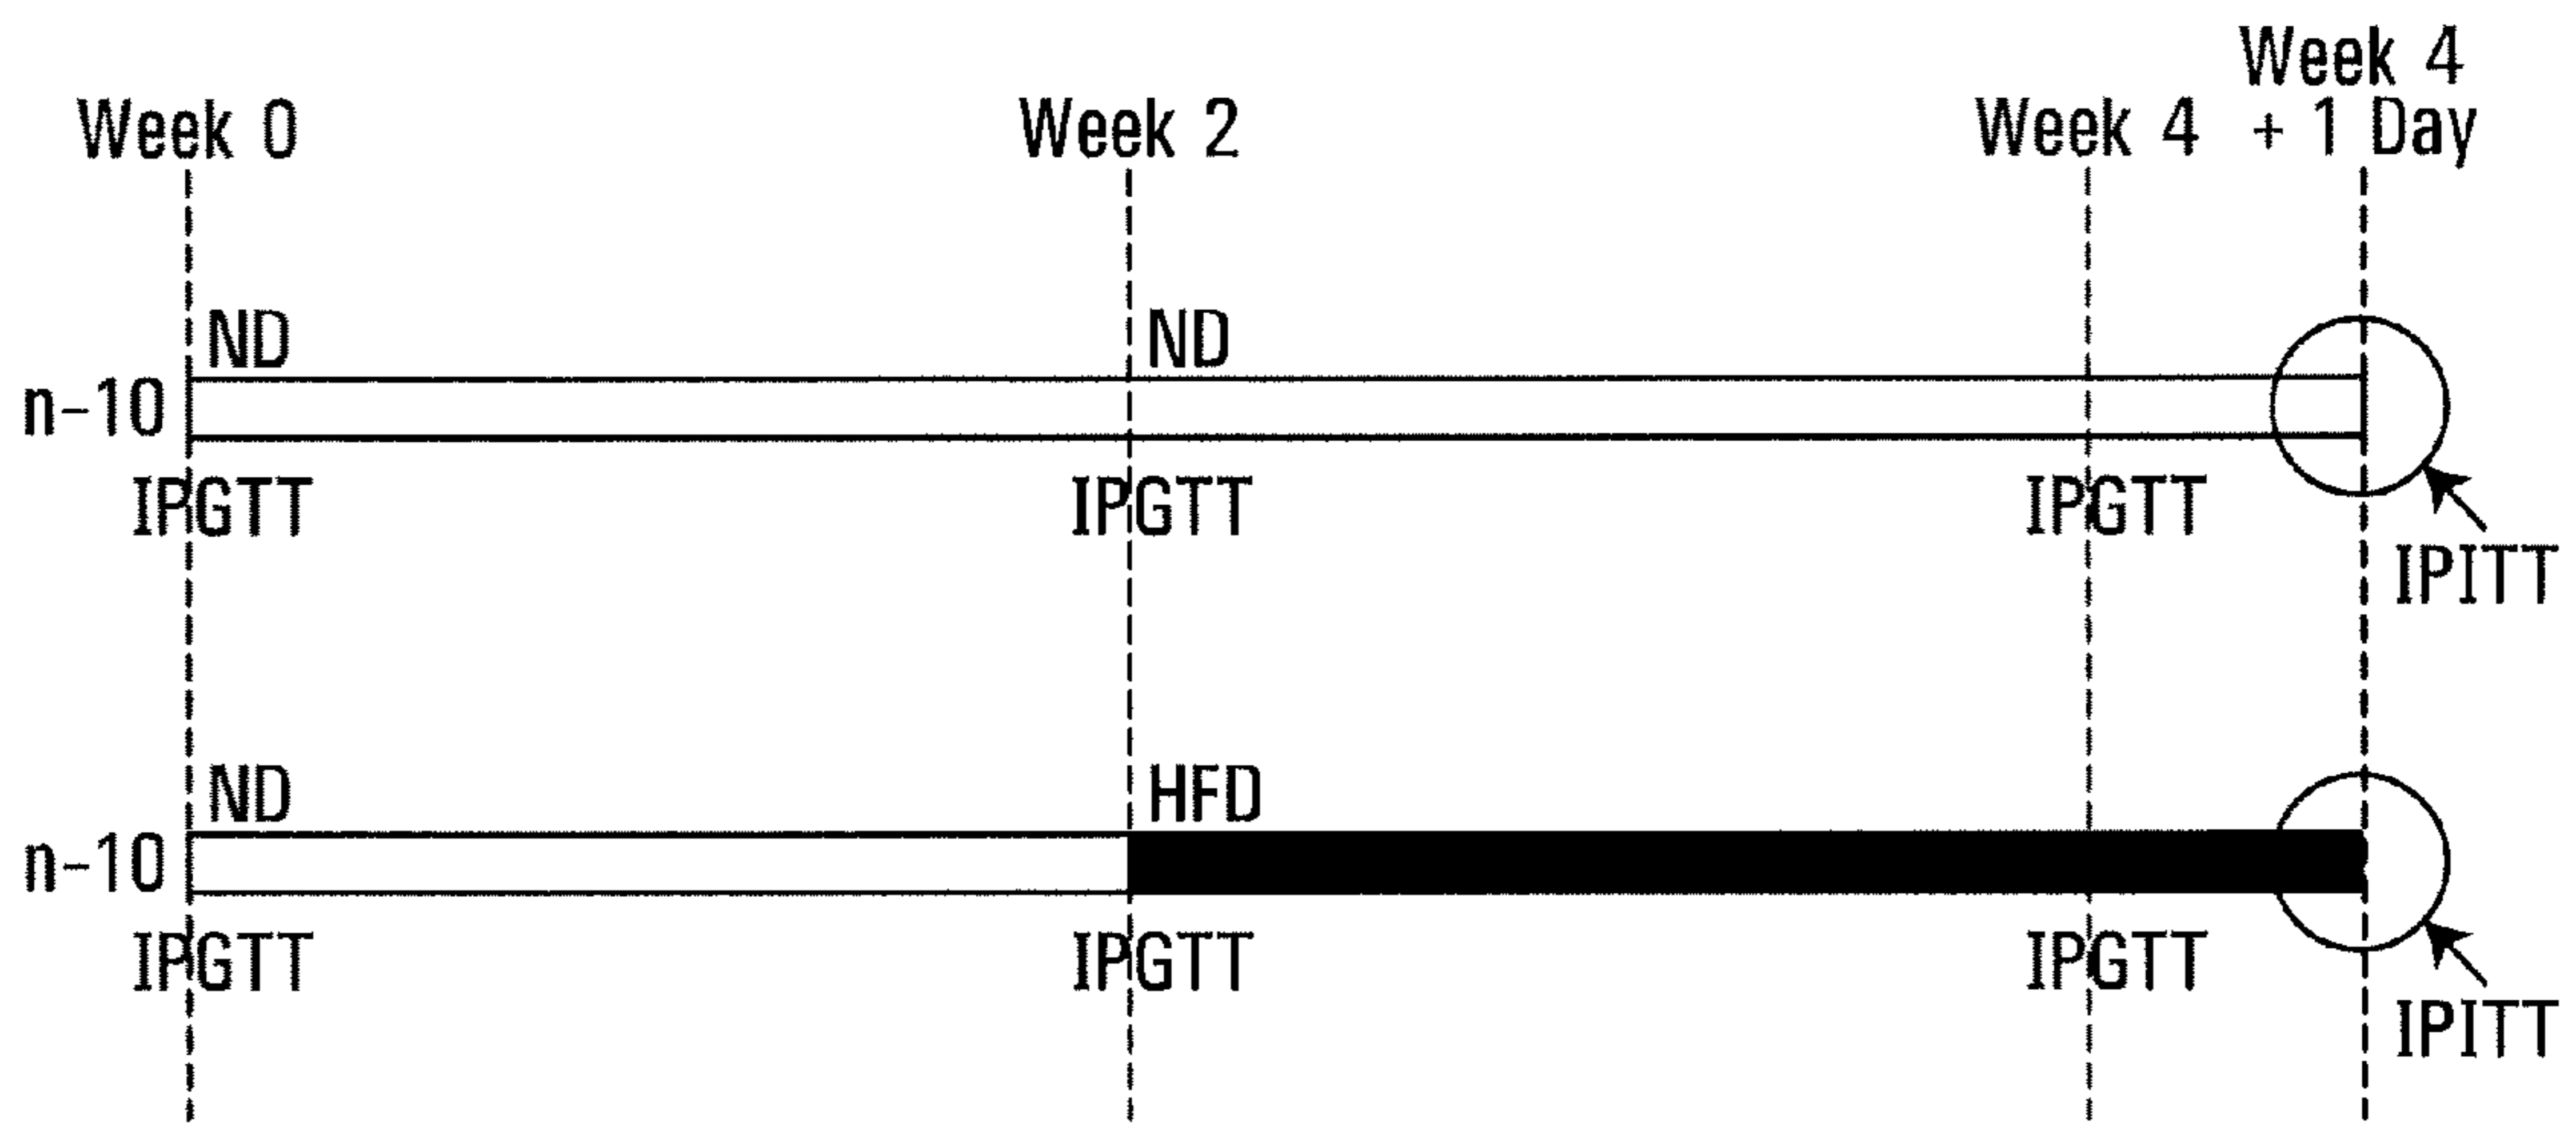 Week 0
Week 2
Week 4
Week 4
+ 1 Day
ND
ND
n-10
IPGTT
IPGTT
IPGTT
IPITT
ND
HFD
n-10
IPGTT
IPGTT
IPGTT
IPITT